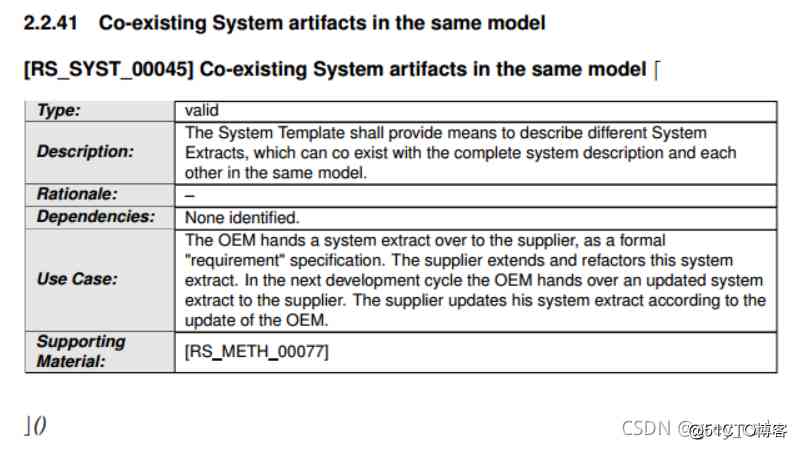 2.2.41 Co-existing System artifacts in the same model
[RS_SYST_00045] Co-existing System artifacts in the same model ⌈
Type: valid
Description: The System Template shall provide means to describe different System
Extracts, which can co exist with the complete system description and each
other in the same model.
Rationale: –
Dependencies: None identified.
Use Case: The OEM hands a system extract over to the supplier, as a formal
"requirement" specification. The supplier extends and refactors this system
extract. In the next development cycle the OEM hands over an updated system
extract to the supplier. The supplier updates his system extract according to the
update of the OEM.
Supporting
Material: [RS_METH_00077]
⌋()
CSDN @51CTO博客